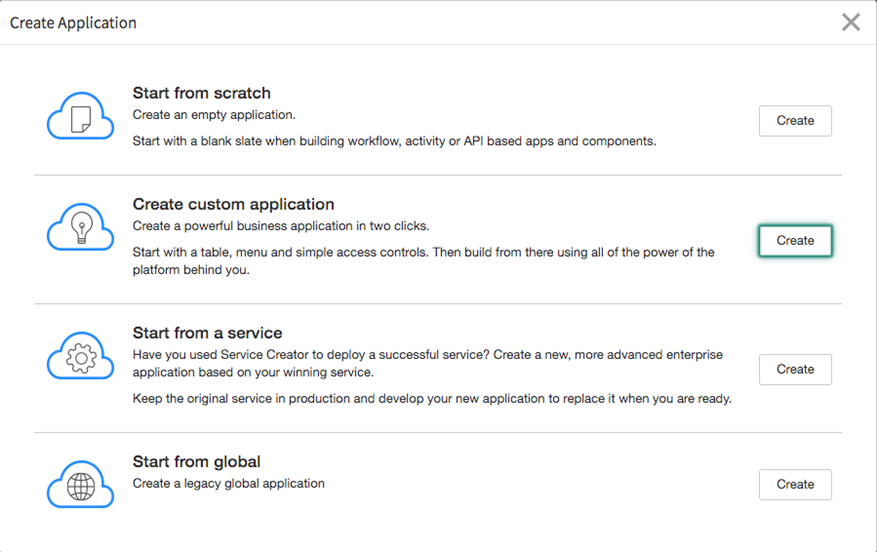 Create Application
Start from scratch
Create an empty application.
Start with a blank slate when building workflow, activity or API based apps and components.
Create
Create custom application
Create a powerful business application in two clicks.
Start with a table, menu and simple access controls. Then build from there using all of the power of the
platform behind you.
Create
Start from a service
Have you used Service Creator to deploy a successful service? Create a new, more advanced enterprise
application based on your winning service.
Keep the original service in production and develop your new application to replace it when you are ready.
Create
Start from global
Create a legacy global application
Create